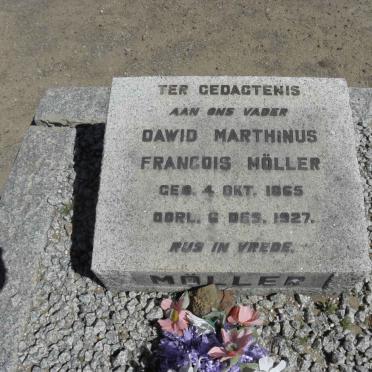 TER GEDAGTENIS
AAN ONS VADER
DAWID MARTHINUS
FRANCOIS MÖLLER
GEB. 4 OKT. 1865
OORL. 6 DES. 1927.
RUS IN VREDE.
MÖLLER